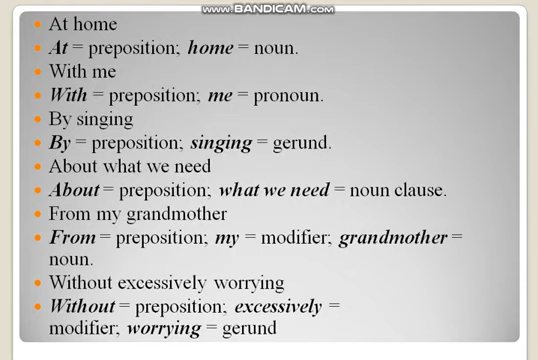 www.BANDICAM.com
At home
At = preposition; home = noun.
With me
With = preposition; me = pronoun.
By singing
By = preposition; singing = gerund.
About what we need
About = preposition; what we need = noun clause.
From my grandmother
From = preposition; my = modifier; grandmother =
noun.
Without excessively worrying
Without = preposition; excessively =
modifier; worrying = gerund